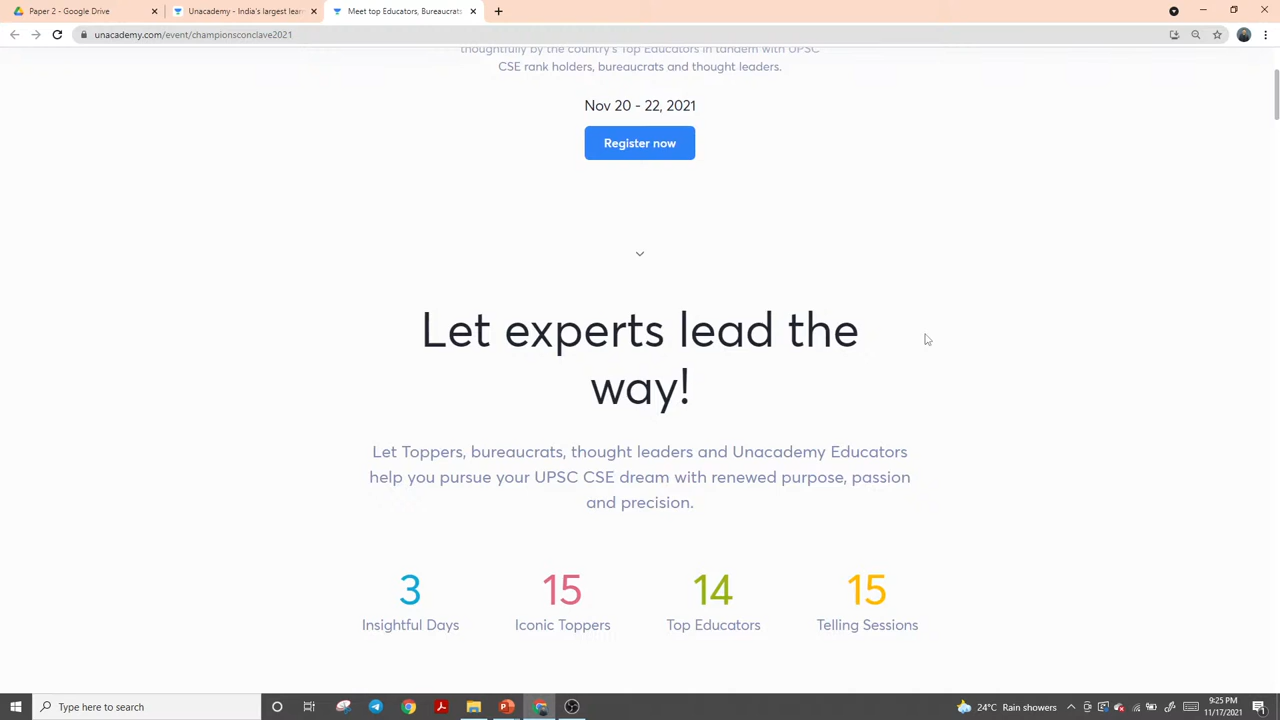 Paper 2 - Google Drive
Unacademy - India's largest lear
Meet top Educators, Bureaucrats
unacademy.com/event/championsconclave2021
thoughtfully by the country's Top Educators in tandem with UPSC
CSE rank holders, bureaucrats and thought leaders.
Nov 20 - 22, 2021
Register now
Let experts lead the
way!
Let Toppers, bureaucrats, thought leaders and Unacademy Educators
help you pursue your UPSC CSE dream with renewed purpose, passion
and precision.
3 15 14 15
Insightful Days Iconic Toppers Top Educators Telling Sessions
Type here to search
24°C Rain showers
9:25 PM
11/17/2021